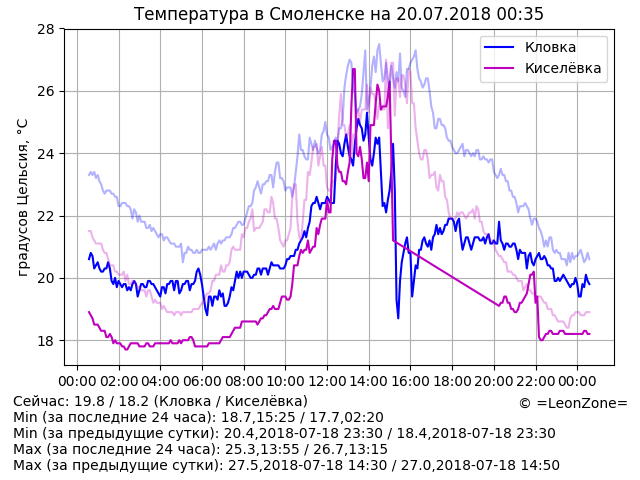 Температура в Смоленске на 20.07.2018 00:35
28
26
24
22
20
18
градусов Цельсия, °C
Кловка
Киселёвка
00:00 02:00 04:00 06:00 08:00 10:00 12:00 14:00 16:00 18:00 20:00 22:00 00:00
Сейчас: 19.8 / 18.2 (Кловка / Киселёвка)
© =LeonZone=
Min (за последние 24 часа): 18.7,15:25 / 17.7,02:20
Min (за предыдущие сутки): 20.4,2018-07-18 23:30 / 18.4,2018-07-18 23:30
Max (за последние 24 часа): 25.3,13:55 / 26.7,13:15
Max (за предыдущие сутки): 27.5,2018-07-18 14:30 / 27.0,2018-07-18 14:50